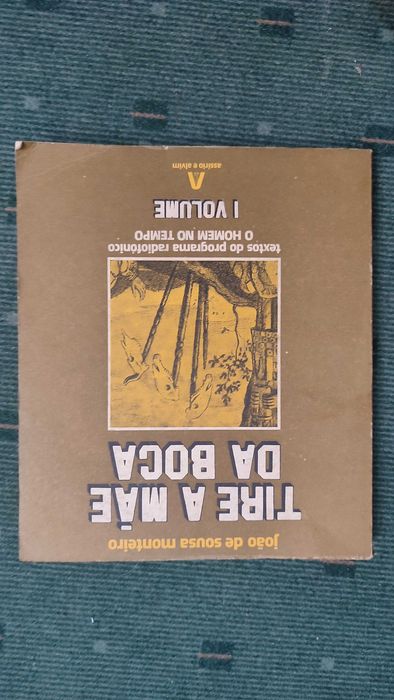 joão de sousa monteiro
TIRE A MÃE
DA BOCA
textos do programa radiofónico
O HOMEM NO TEMPO
I VOLUME
assírio e alvim